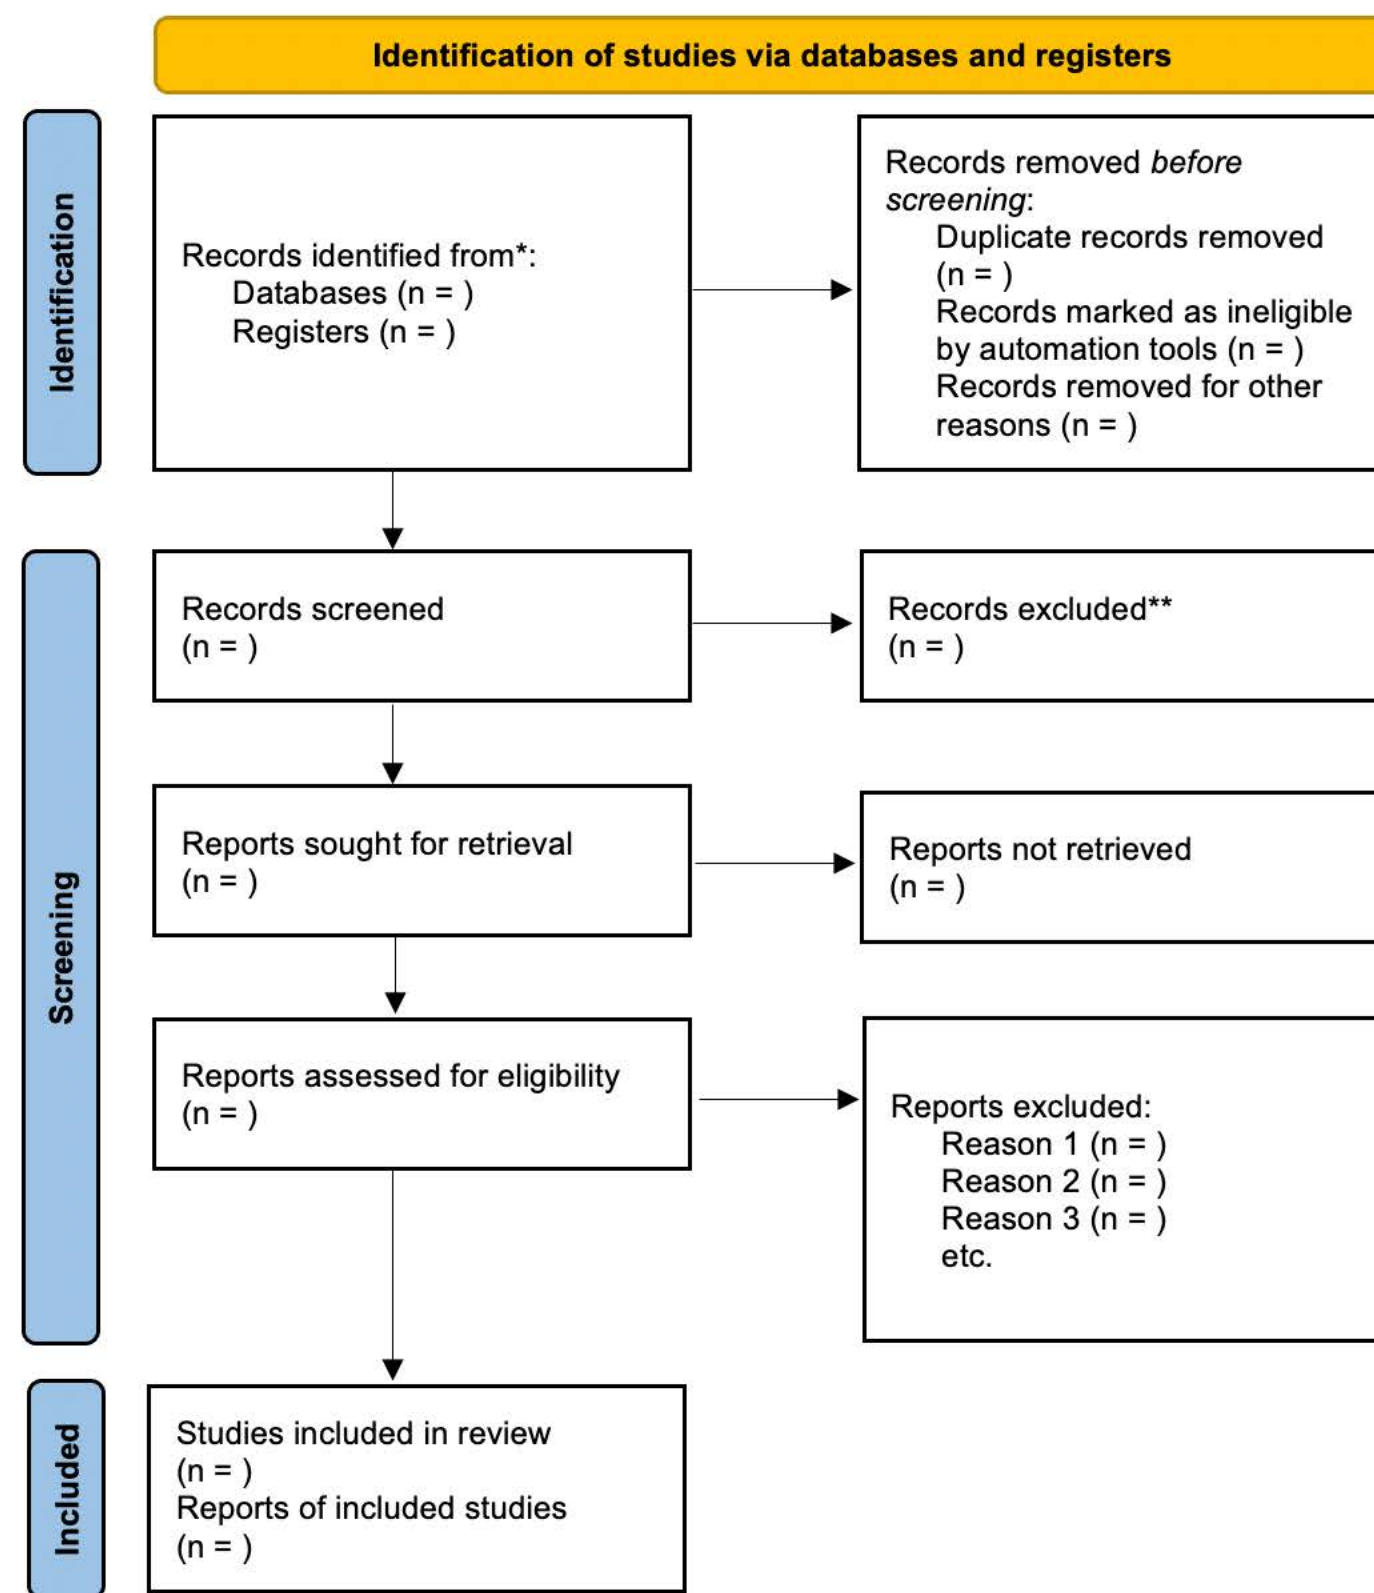 Identification of studies via databases and registers
Identification
Records identified from*:
Databases (n = )
Registers (n = )
Records removed before
screening:
Duplicate records removed
(n = )
Records marked as ineligible
by automation tools (n = )
Records removed for other
reasons (n = )
Screening
Records screened
(n = )
Records excluded**
(n = )
Reports sought for retrieval
(n = )
Reports not retrieved
(n = )
Reports assessed for eligibility
(n = )
Reports excluded:
Reason 1 (n = )
Reason 2 (n = )
Reason 3 (n = )
etc.
Included
Studies included in review
(n = )
Reports of included studies
(n = )